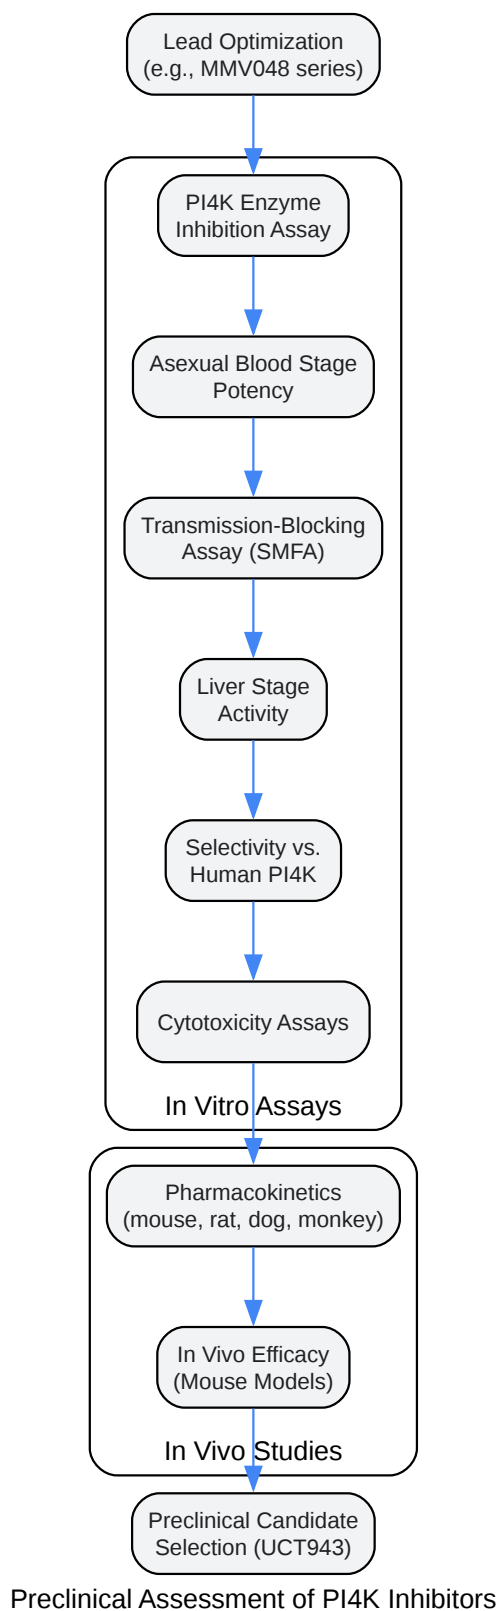 Lead Optimization
(e.g., MMV048 series)
PI4K Enzyme
Inhibition Assay
Asexual Blood Stage
Potency
Transmission-Blocking
Assay (SMFA)
Liver Stage
Activity
Selectivity vs.
Human PI4K
Cytotoxicity Assays
In Vitro Assays
Pharmacokinetics
(mouse, rat, dog, monkey)
In Vivo Efficacy
(Mouse Models)
In Vivo Studies
Preclinical Candidate
Selection (UCT943)
Preclinical Assessment of PI4K Inhibitors